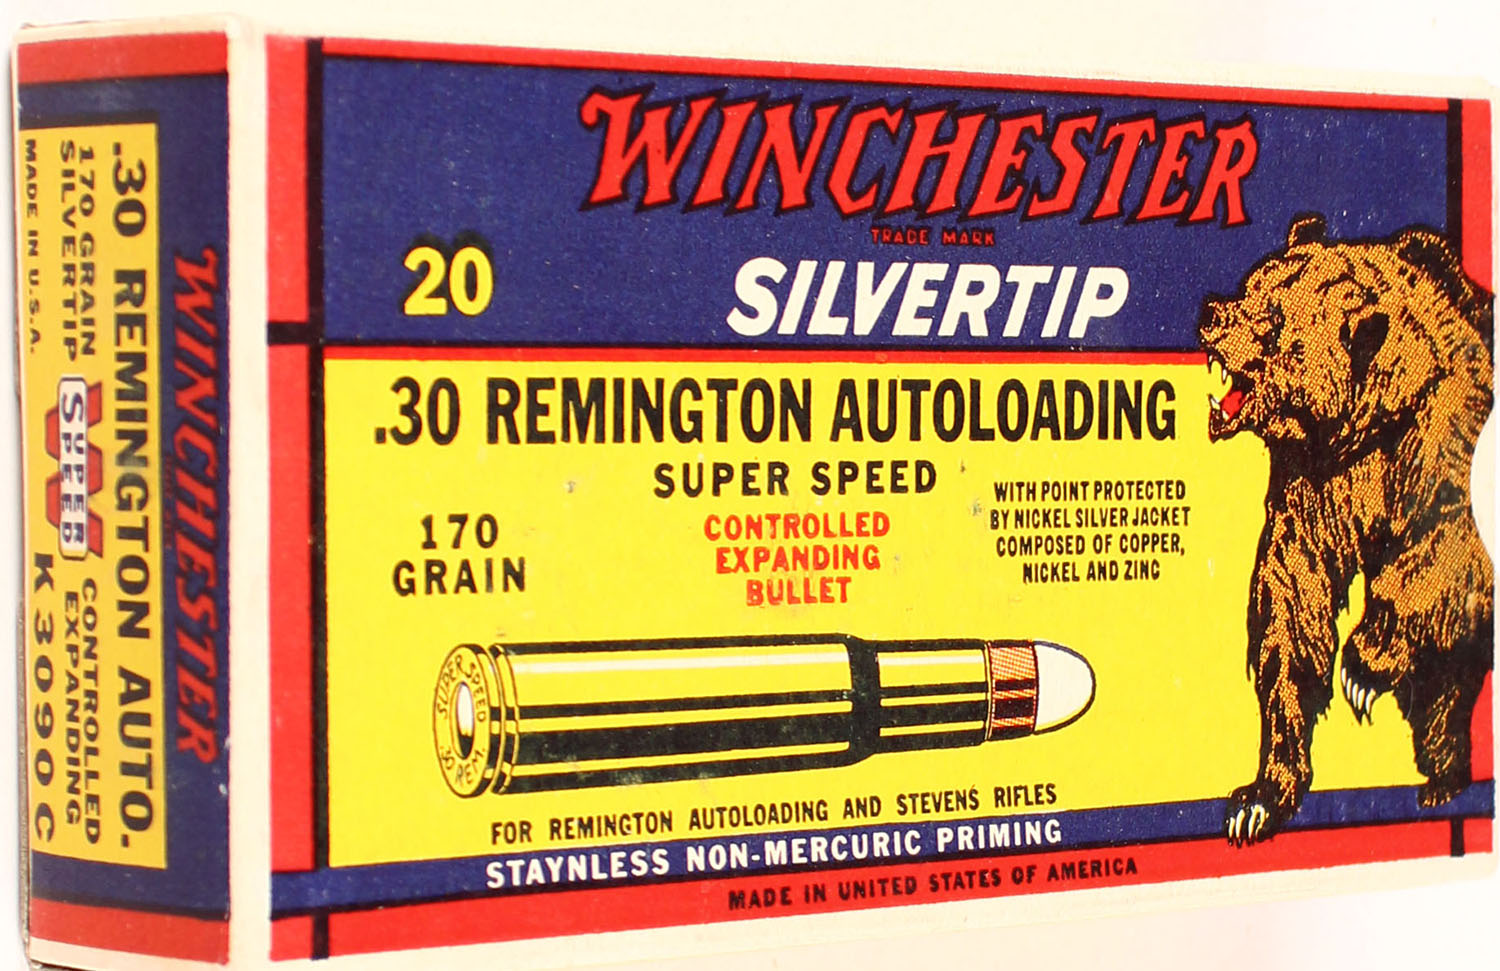 WINCHESTER
TRADE MARK
20
SILVERTIP
.30 REMINGTON AUTOLOADING
SUPER SPEED
170
GRAIN
CONTROLLED
EXPANDING
BULLET
WITH POINT PROTECTED
BY NICKEL SILVER JACKET
COMPOSED OF COPPER,
NICKEL AND ZINC
SUPER SPEED
.30 REM.
FOR REMINGTON AUTOLOADING AND STEVENS RIFLES
STAYNLESS NON-MERCURIC PRIMING
MADE IN UNITED STATES OF AMERICA
WINCHESTER
.30 REMINGTON AUTO.
170 GRAIN
SILVERTIP
W
SUPER
SPEED
CONTROLLED
EXPANDING
MADE IN U.S.A.
K 3090 C